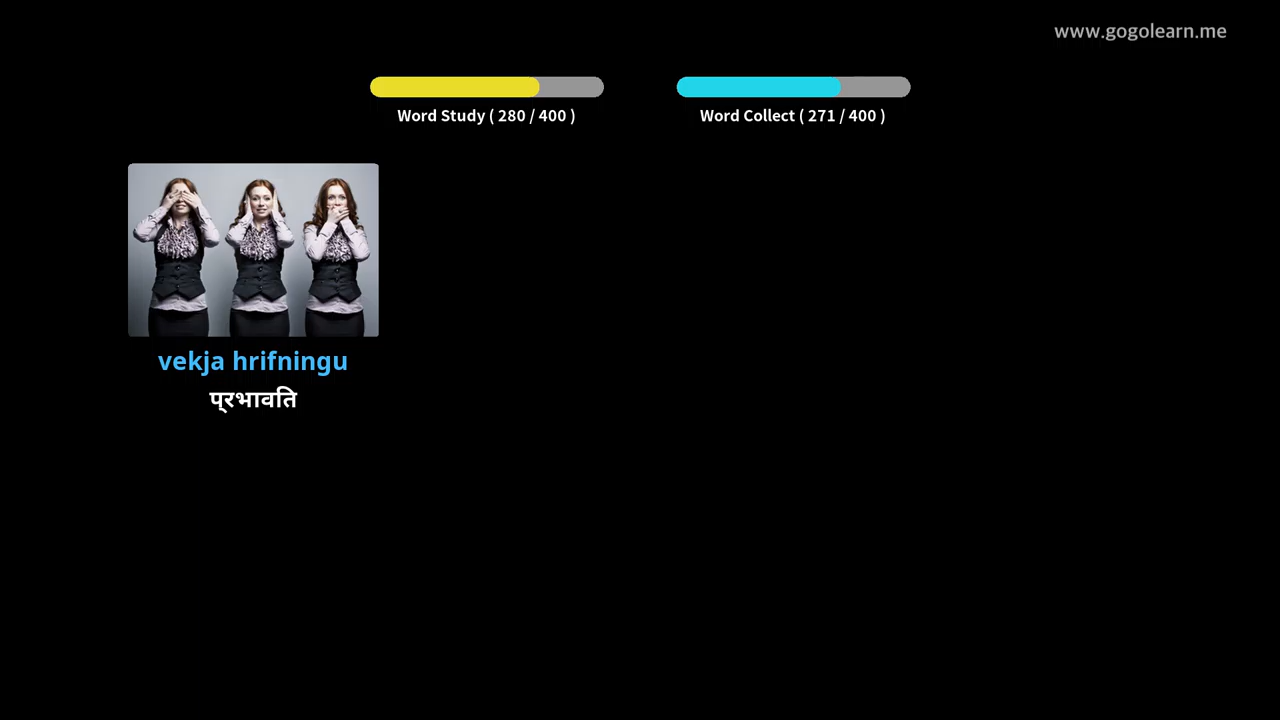 www.gogolearn.me
Word Study ( 280 / 400 )
Word Collect ( 271 / 400 )
vekja hrifningu
प्रभावति